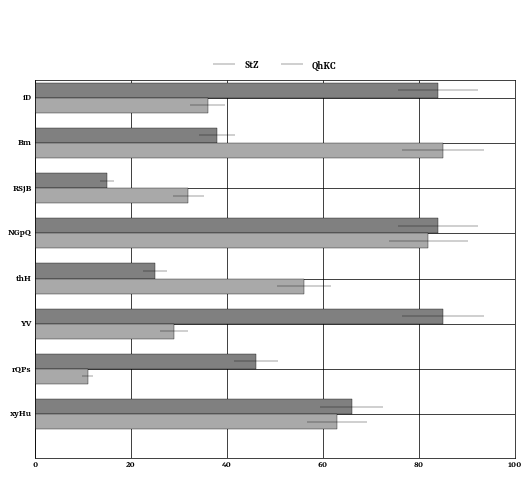 StZ QhKC
iD
Bm
RSjB
NGpQ
thH
YV
rQPs
xyHu
0 20 40 60 80 100